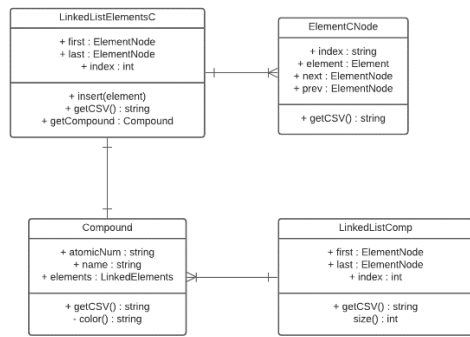 LinkedListElementsC
+ first : ElementNode
+ last : ElementNode
+ index : int
+ insert(element)
+ getCSV() : string
+ getCompound : Compound
ElementCNode
+ index : string
+ element : Element
+ next : ElementNode
+ prev : ElementNode
+ getCSV() : string
Compound
+ atomicNum : string
+ name : string
+ elements : LinkedElements
+ getCSV() : string
- color() : string
LinkedListComp
+ first : ElementNode
+ last : ElementNode
+ index : int
+ getCSV() : string
size() : int